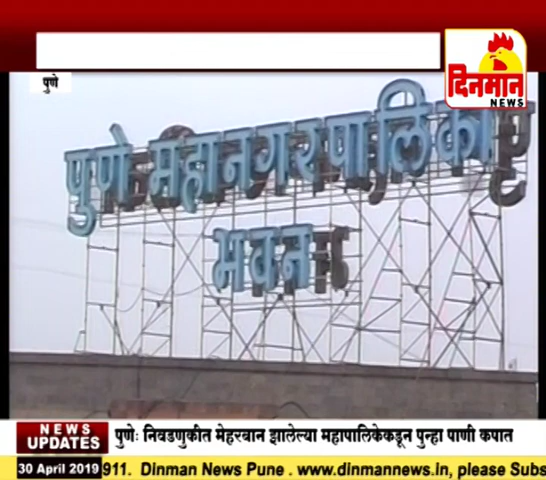 दिनमान
NEWS
पुणे
पुणे महानगरपालिका
भवन
NEWS
UPDATES
पुणेः निवडणुकीत मेहरबान झालेल्या महापालिकेकडून पुन्हा पाणी कपात
30 April 2019
911. Dinman News Pune . www.dinmannews.in, please Subs